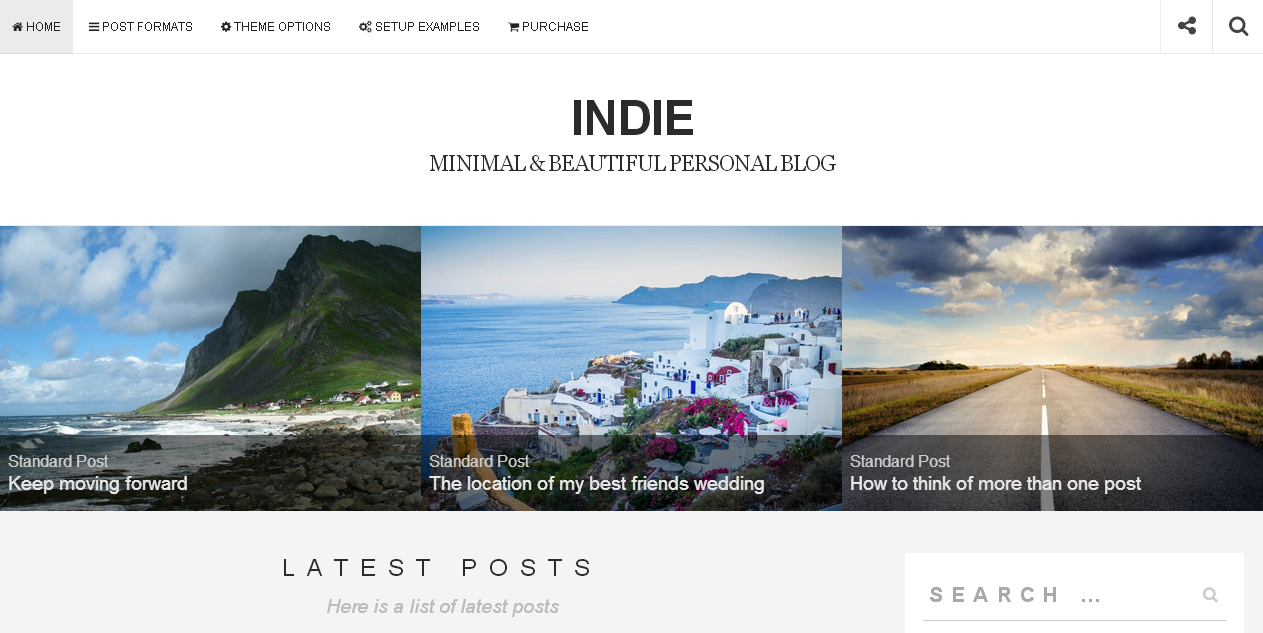 HOME POST FORMATS THEME OPTIONS SETUP EXAMPLES PURCHASE
INDIE
MINIMAL & BEAUTIFUL PERSONAL BLOG
Standard Post
Keep moving forward
Standard Post
The location of my best friends wedding
Standard Post
How to think of more than one post
LATEST POSTS
Here is a list of latest posts
SEARCH ...